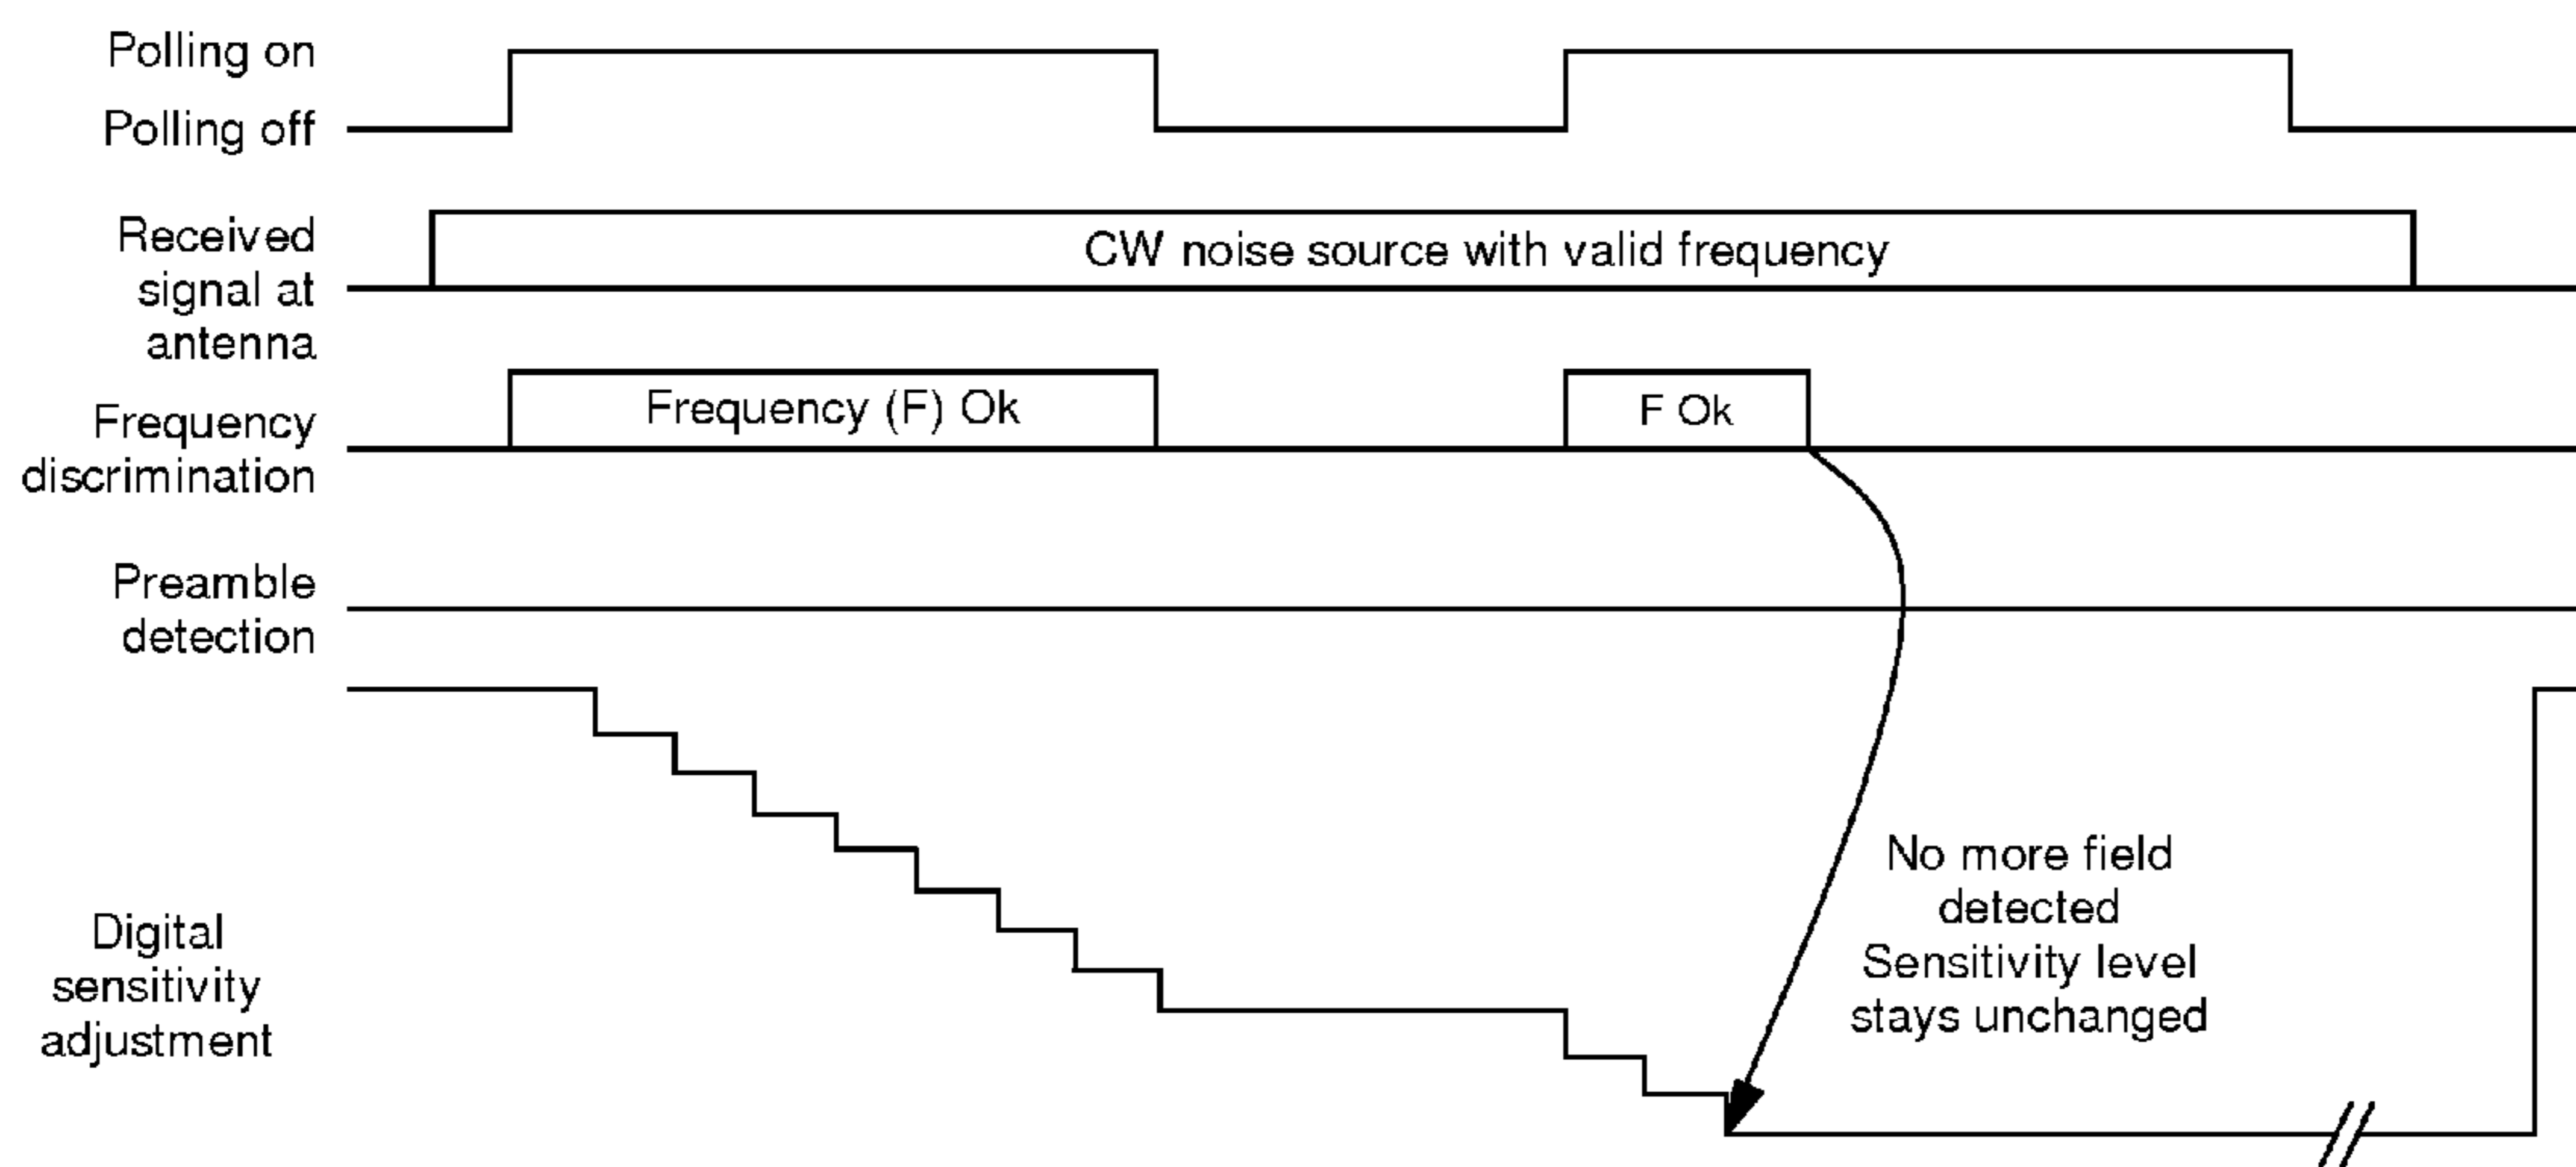 Polling on
Polling off
Received
signal at
antenna
CW noise source with valid frequency
Frequency
discrimination
Frequency (F) Ok
F Ok
Preamble
detection
Digital
sensitivity
adjustment
No more field
detected
Sensitivity level
stays unchanged